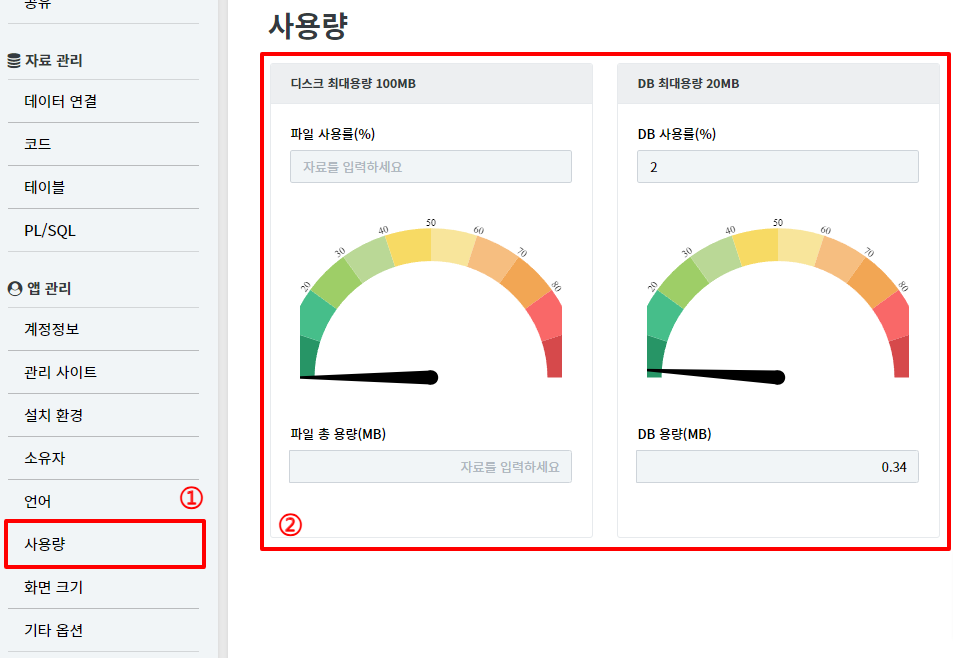 공유
자료 관리
데이터 연결
코드
테이블
PL/SQL
앱 관리
계정정보
관리 사이트
설치 환경
소유자
언어
①
사용량
화면 크기
기타 옵션
사용량
디스크 최대용량 100MB
파일 사용률(%)
자료를 입력하세요
20
30
40
50
60
70
80
파일 총 용량(MB)
자료를 입력하세요
②
DB 최대용량 20MB
DB 사용률(%)
2
20
30
40
50
60
70
80
DB 용량(MB)
0.34